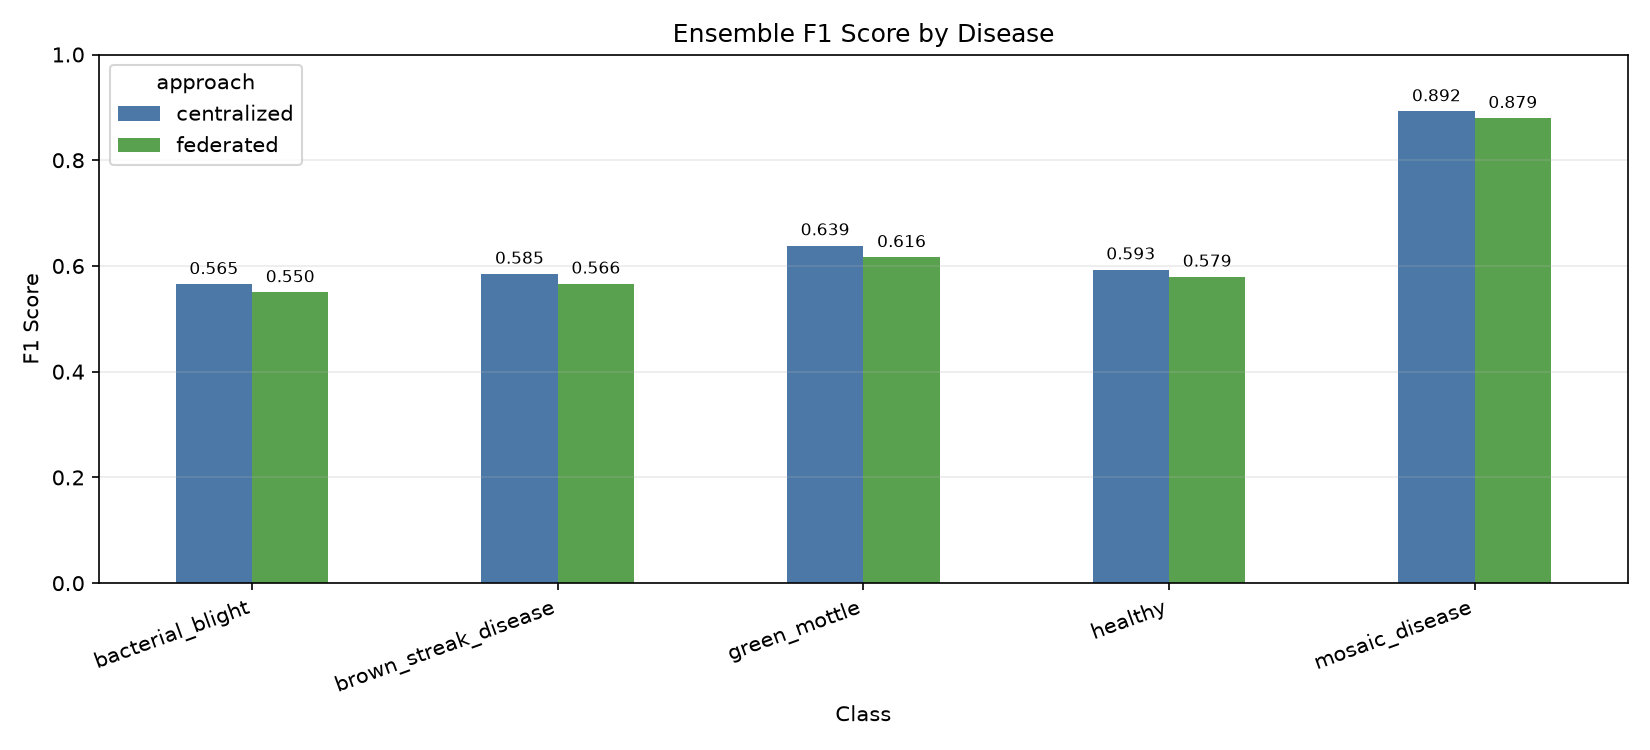 Ensemble F1 Score by Disease
approach
centralized
federated
F1 Score
1.0
0.8
0.6
0.4
0.2
0.0
0.565
0.550
0.585
0.566
0.639
0.616
0.593
0.579
0.892
0.879
bacterial_blight
brown_streak_disease
green_mottle
healthy
mosaic_disease
Class